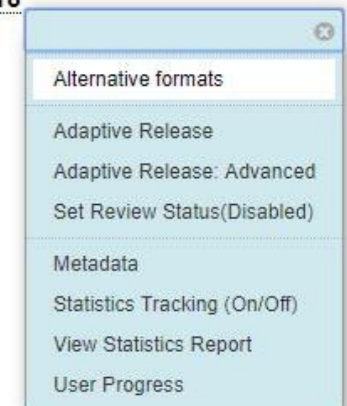 Alternative formats
Adaptive Release
Adaptive Release: Advanced
Set Review Status(Disabled)
Metadata
Statistics Tracking (On/Off)
View Statistics Report
User Progress